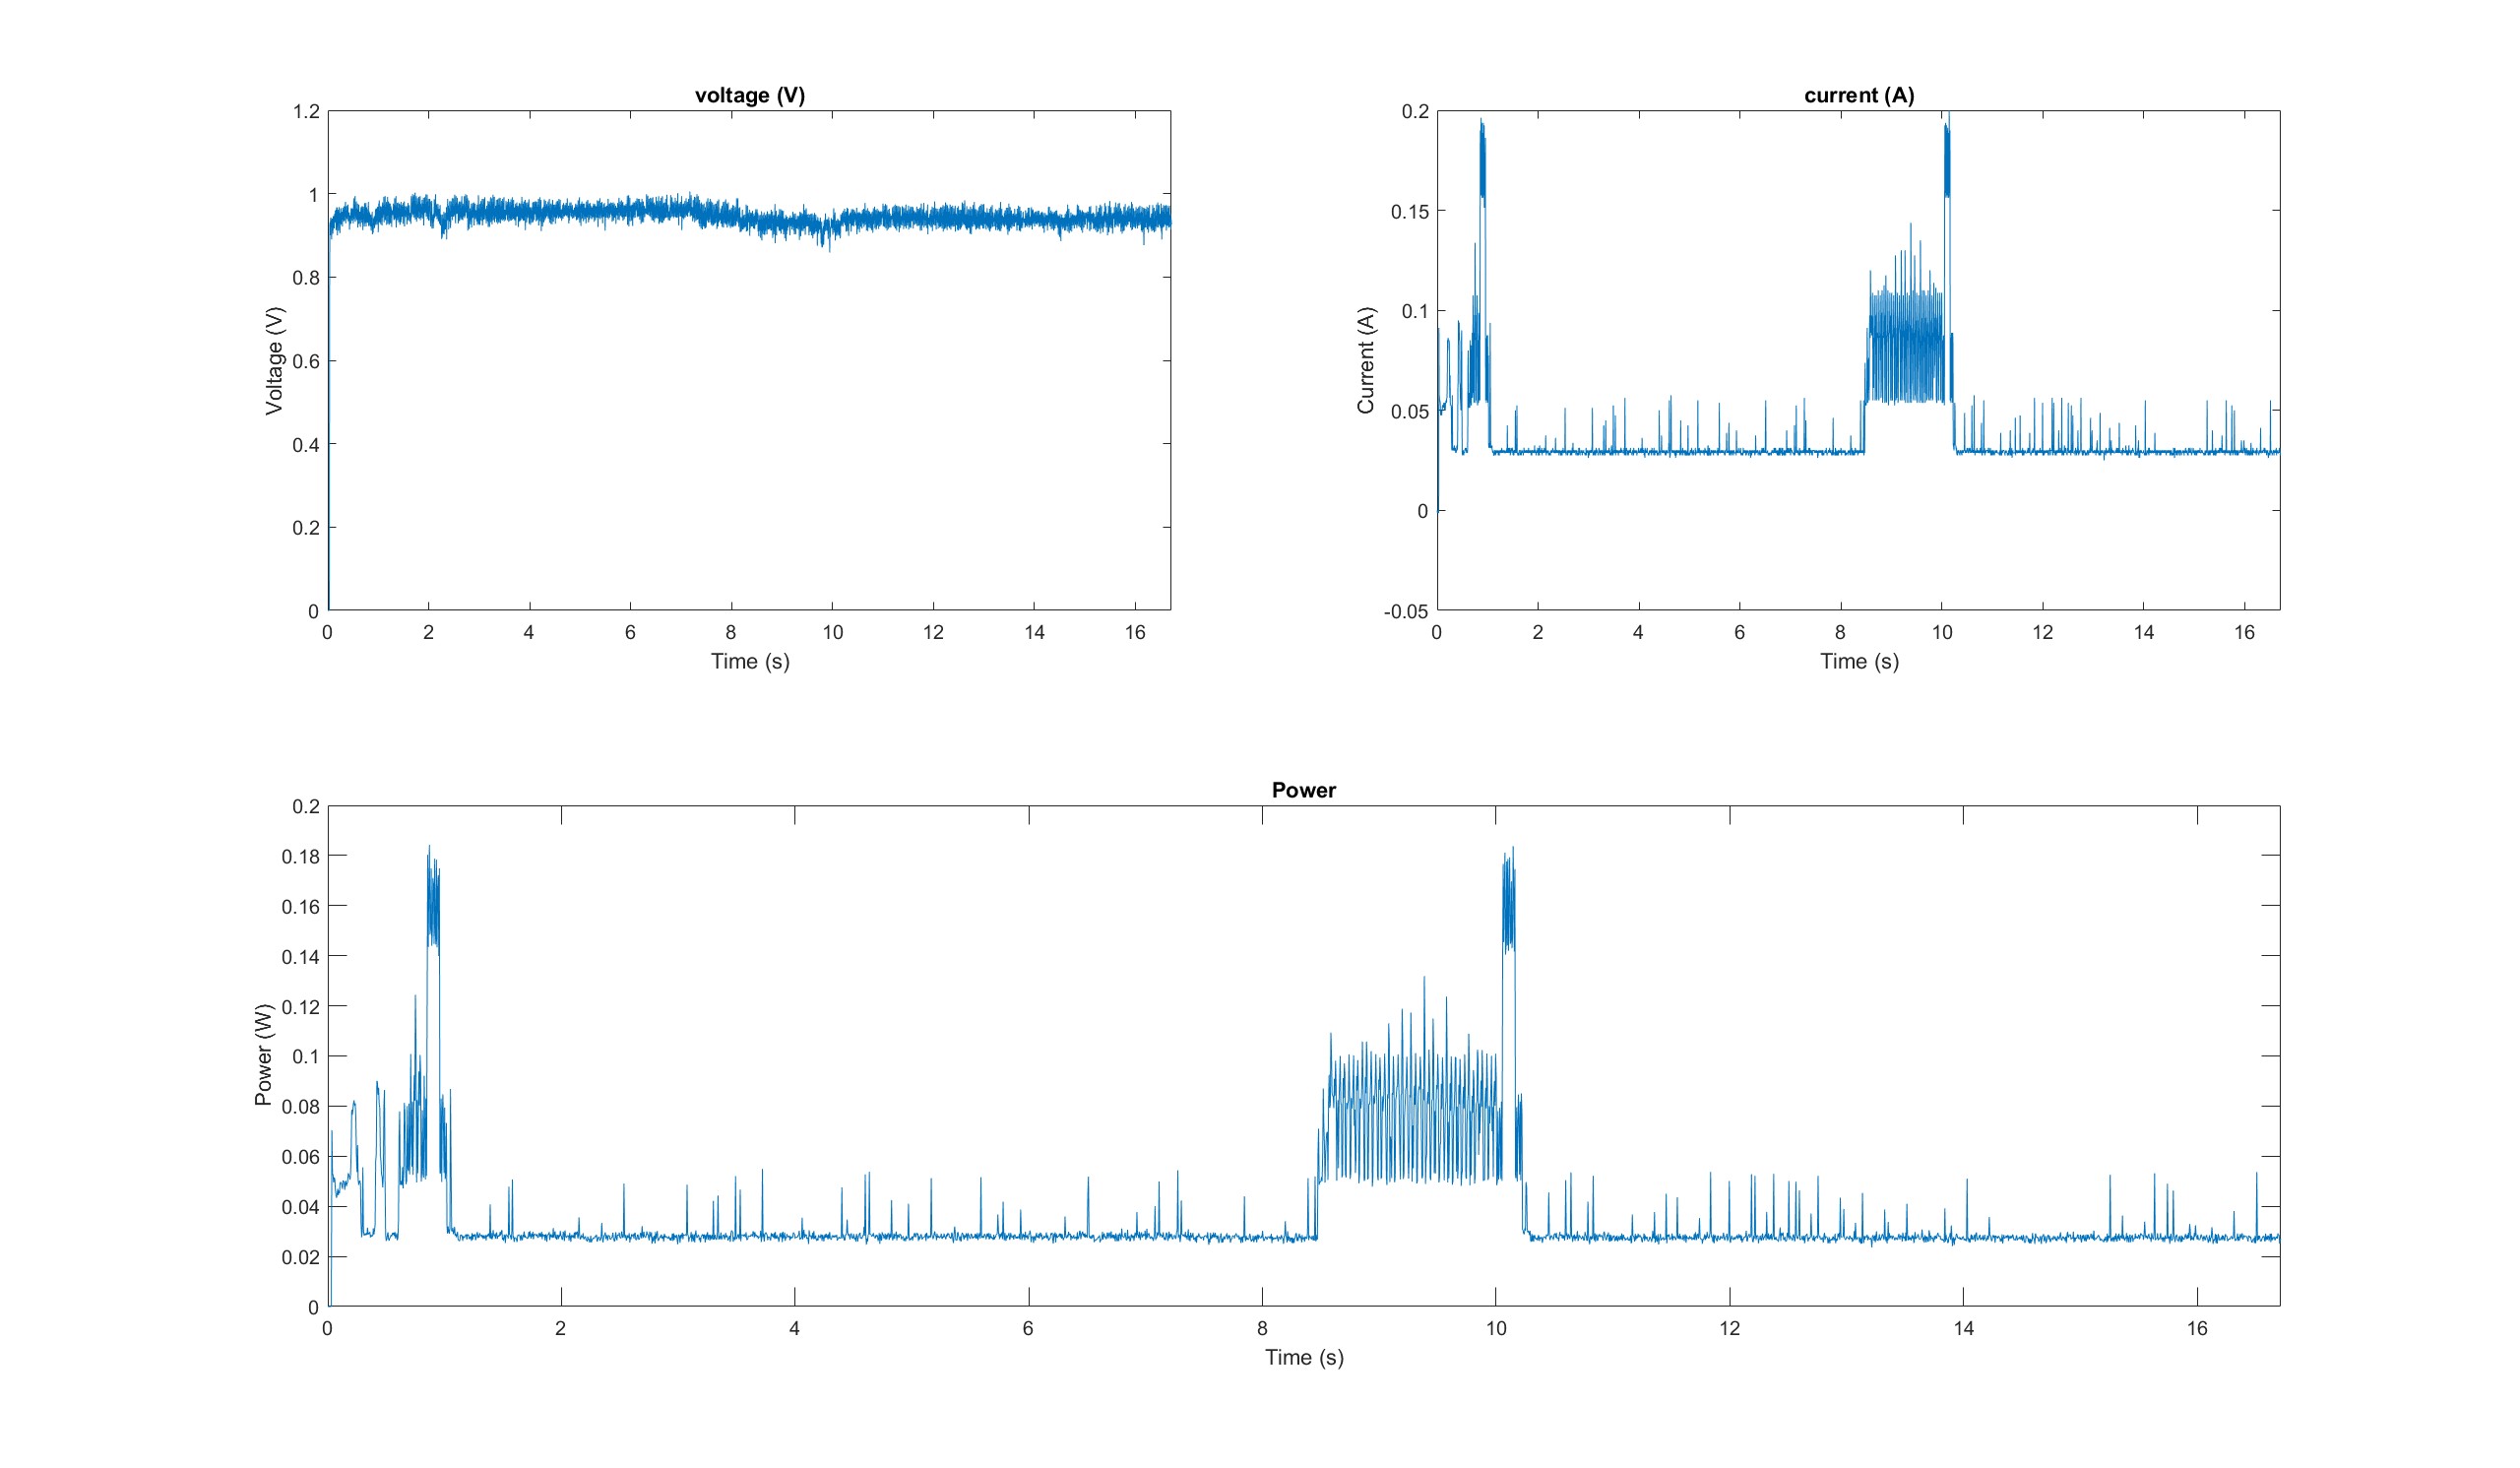 voltage (V)
1.2
1
0.8
0.6
0.4
0.2
0
Voltage (V)
0 2 4 6 8 10 12 14 16
Time (s)
current (A)
0.2
0.15
0.1
0.05
0
-0.05
Current (A)
0 2 4 6 8 10 12 14 16
Time (s)
Power
0.2
0.18
0.16
0.14
0.12
0.1
0.08
0.06
0.04
0.02
0
Power (W)
0 2 4 6 8 10 12 14 16
Time (s)